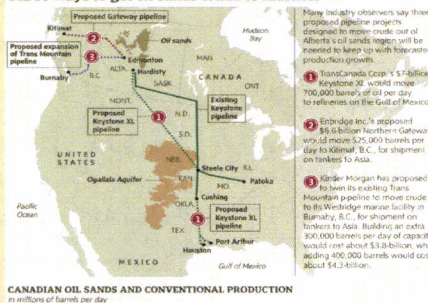 Proposed Gateway pipeline
Kitimat
2
Oil sands
Hudson
Bay
Proposed expansion
of Trans Mountain
pipeline
3
Edmonton
MAN.
ALTA.
Hardisty
Burnaby
B.C.
SASK.
CANADA
ONT
1
MONT.
N.D.
Existing
Keystone
pipeline
Proposed
Keystone XL
pipeline
S.D.
UNITED
STATES
NEB.
Steele City
ILL.
Ogallala Aquifer
KAN.
MO.
Patoka
Pacific
Ocean
Cushing
OKLA.
1
Proposed
Keystone XL
pipeline
TEX.
Port Arthur
Houston
MEXICO
Gulf of Mexico
Many industry observers say three
proposed pipeline projects
designed to move crude out of
Alberta's oil sands region will be
needed to keep up with forecasted
production growth.
1 TransCanada Corp.'s $7-billion
Keystone XL would move
700,000 barrels of oil per day
to refineries on the Gulf of Mexico
2 Enbridge Inc.'s proposed
$6.6-billion Northern Gateway
would move 525,000 barrels per
day to Kitimat, B.C., for shipment
on tankers to Asia.
3 Kinder Morgan has proposed
to twin its existing Trans
Mountain pipeline to move crude
to its Westridge marine facility in
Burnaby, B.C., for shipment on
tankers to Asia. Building an extra
300,000 barrels per day of capacity
would cost about $3.8-billion, wh
adding 400,000 barrels would cos
about $4.3-billion.
CANADIAN OIL SANDS AND CONVENTIONAL PRODUCTION
in millions of barrels per day